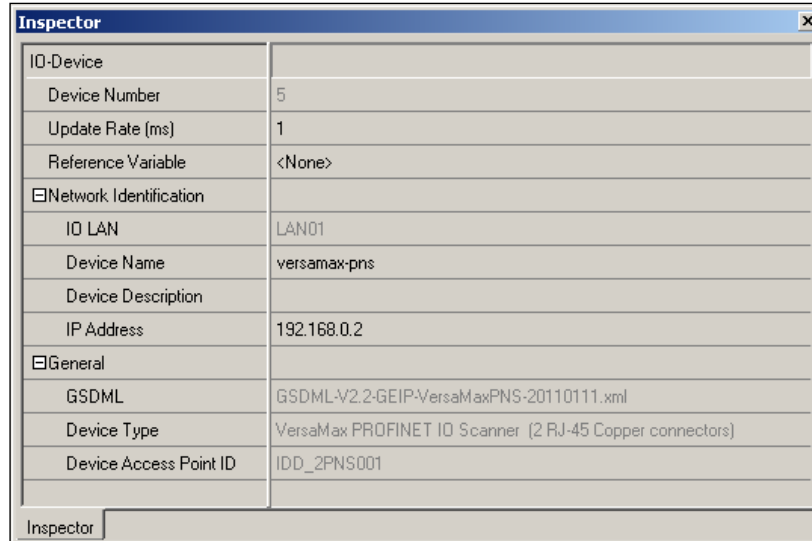 Inspector
IO-Device
Device Number 5
Update Rate (ms) 1
Reference Variable <None>
Network Identification
IO LAN LAN01
Device Name versamax-pns
Device Description
IP Address 192.168.0.2
General
GSDML GSDML-V2.2-GEIP-VersaMaxPNS-20110111.xml
Device Type VersaMax PROFINET IO Scanner (2 RJ-45 Copper connectors)
Device Access Point ID IDD_2PNS001
Inspector